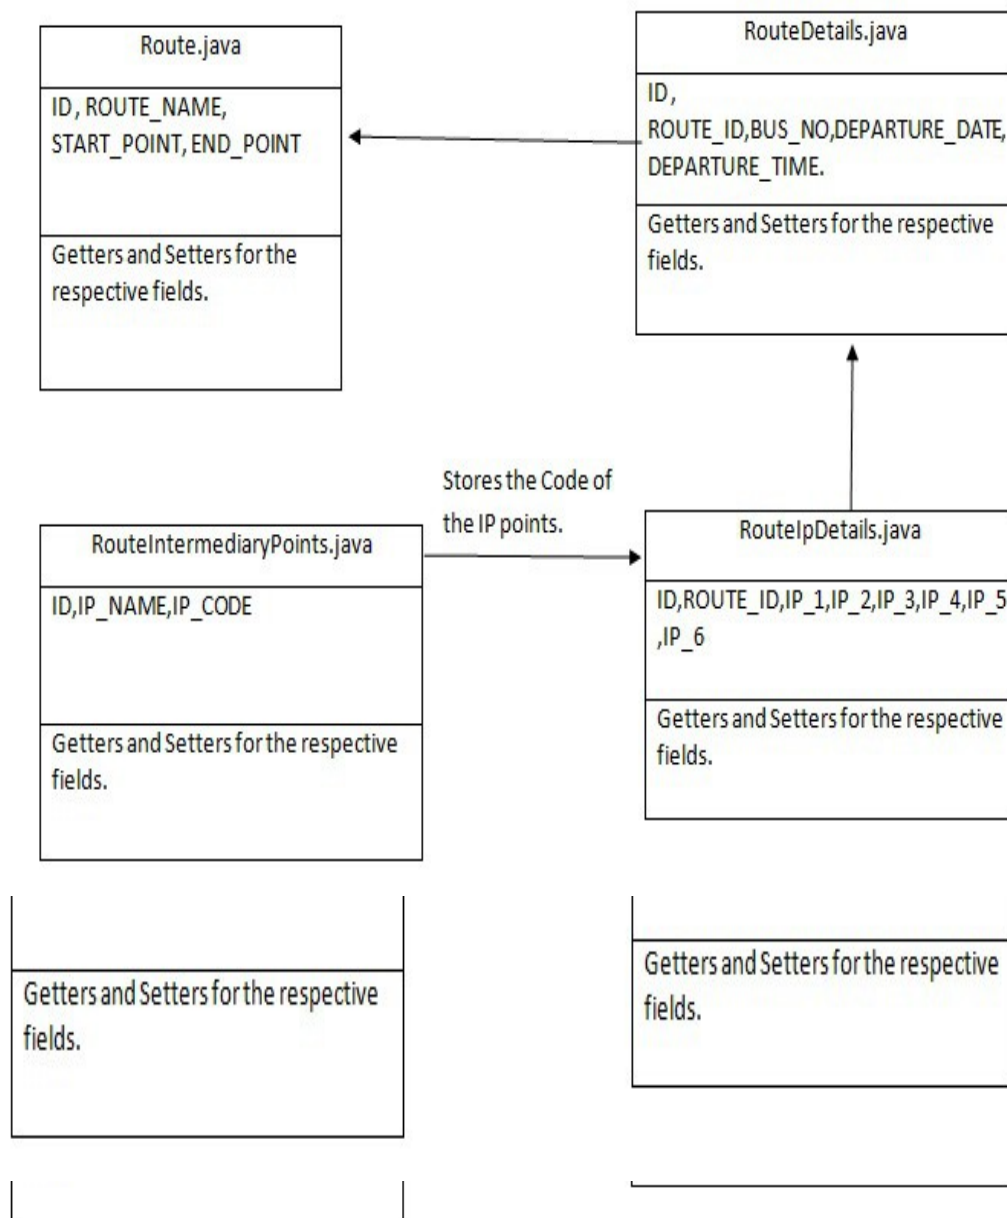 Route.java
ID, ROUTE_NAME,
START_POINT, END_POINT
Getters and Setters for the
respective fields.
RouteDetails.java
ID,
ROUTE_ID,BUS_NO,DEPARTURE_DATE,
DEPARTURE_TIME.
Getters and Setters for the respective
fields.
Stores the Code of
the IP points.
RouteIntermediaryPoints.java
ID,IP_NAME,IP_CODE
Getters and Setters for the respective
fields.
RouteIpDetails.java
ID,ROUTE_ID,IP_1,IP_2,IP_3,IP_4,IP_5
,IP_6
Getters and Setters for the respective
fields.
Getters and Setters for the respective
fields.
Getters and Setters for the respective
fields.